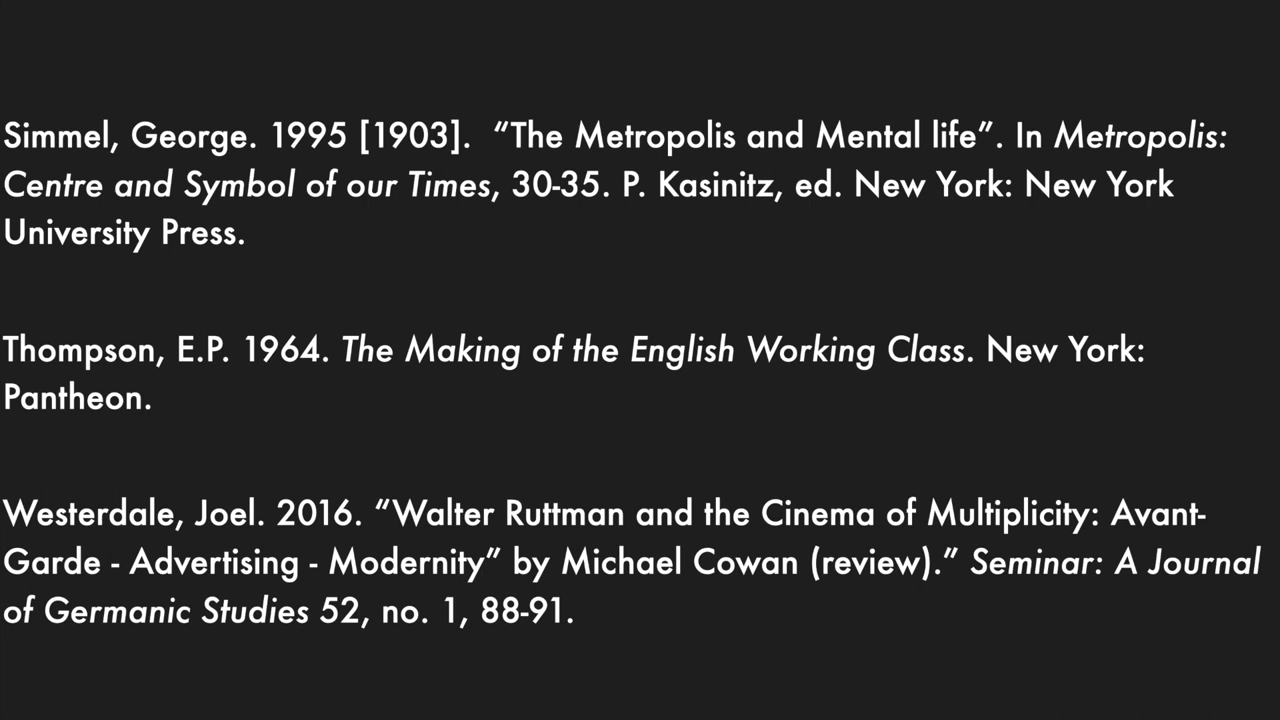 Simmel, George. 1995 [1903].  “The Metropolis and Mental life”. In Metropolis:
Centre and Symbol of our Times, 30-35. P. Kasinitz, ed. New York: New York
University Press.
Thompson, E.P. 1964. The Making of the English Working Class. New York:
Pantheon.
Westerdale, Joel. 2016. “Walter Ruttman and the Cinema of Multiplicity: Avant-
Garde - Advertising - Modernity” by Michael Cowan (review).” Seminar: A Journal
of Germanic Studies 52, no. 1, 88-91.